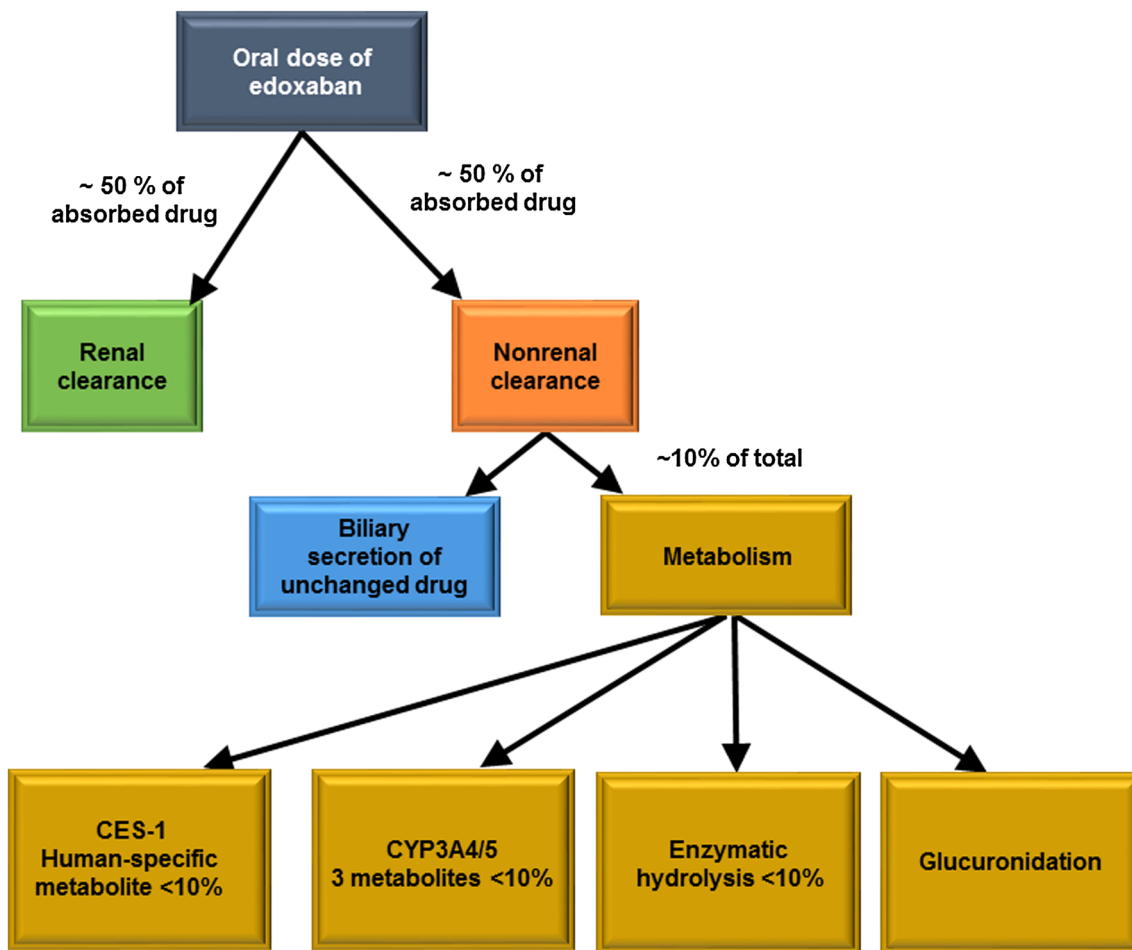 Oral dose of
edoxaban
~ 50 % of
absorbed drug
~ 50 % of
absorbed drug
Renal
clearance
Nonrenal
clearance
~10% of total
Biliary
secretion of
unchanged drug
Metabolism
CES-1
Human-specific
metabolite <10%
CYP3A4/5
3 metabolites <10%
Enzymatic
hydrolysis <10%
Glucuronidation